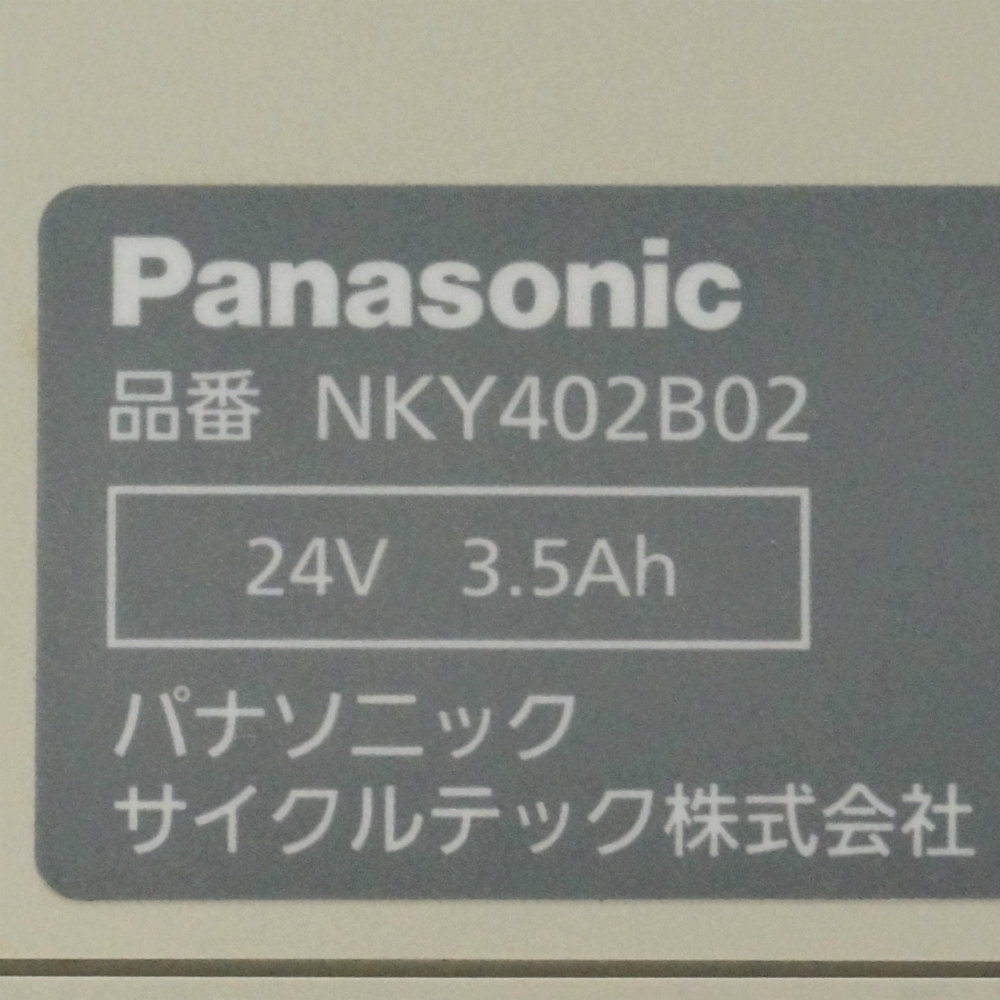 Panasonic
品番 NKY402B02
24V 3.5Ah
パナソニック
サイクルテック株式会社